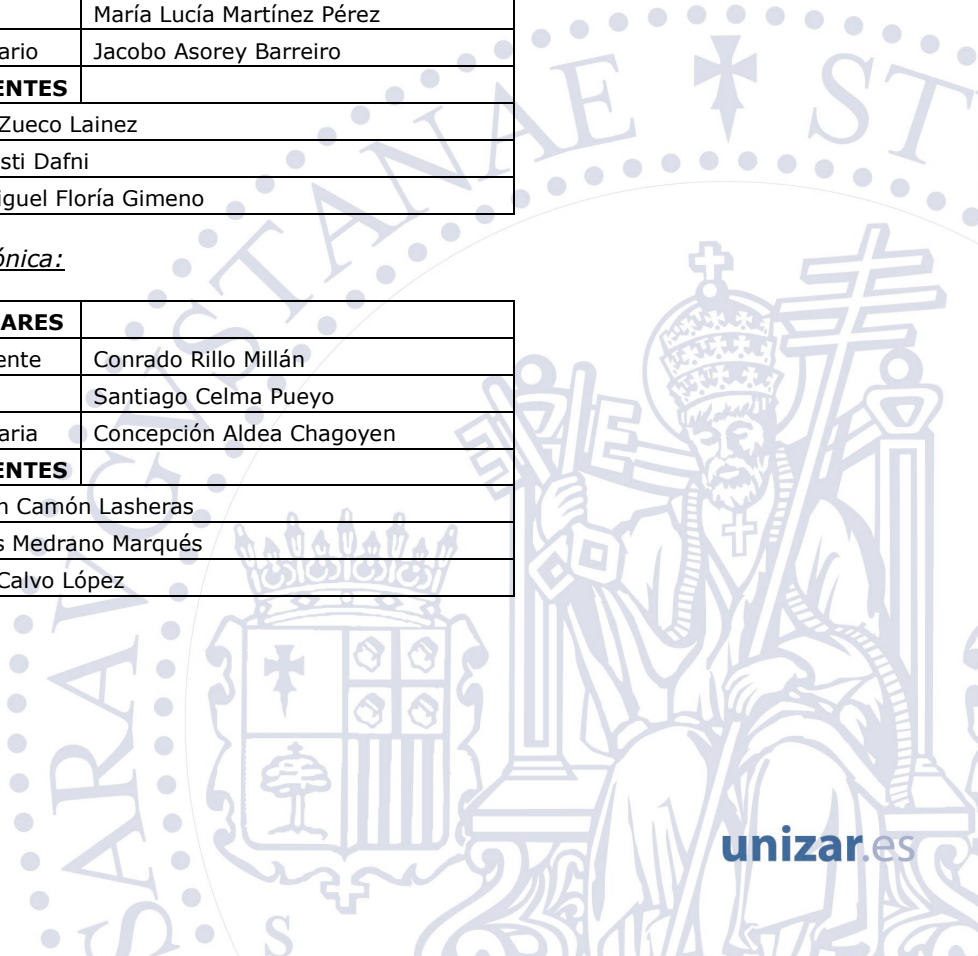 María Lucía Martínez Pérez
ario Jacobo Asorey Barreiro
ENTES
Zueco Lainez
sti Dafni
iguel Floría Gimeno
ónica:
ARES
ente Conrado Rillo Millán
Santiago Celma Pueyo
aria Concepción Aldea Chagoyen
ENTES
n Camón Lasheras
s Medrano Marqués
Calvo López
SARAVGVSTANAE ST
S
unizar.es